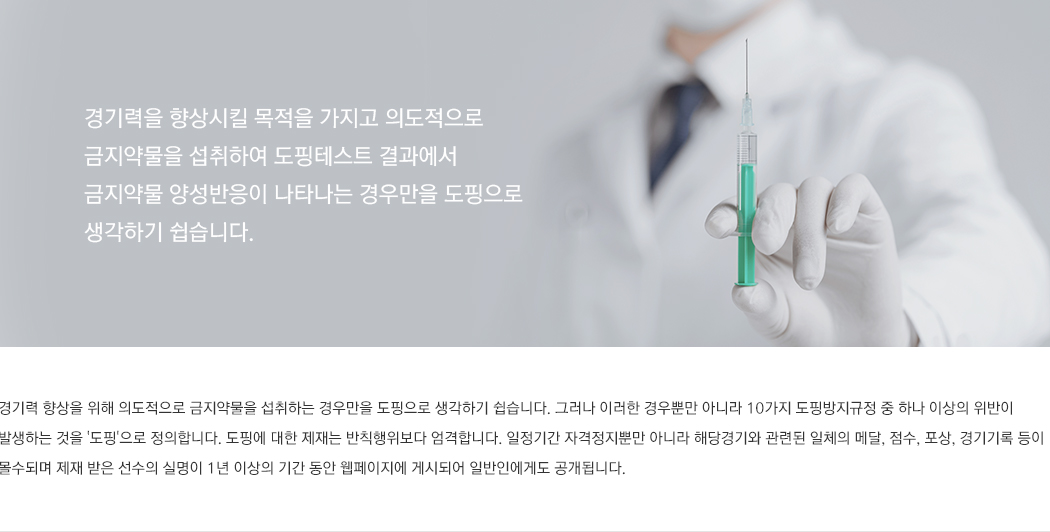 경기력을 향상시킬 목적을 가지고 의도적으로
금지약물을 섭취하여 도핑테스트 결과에서
금지약물 양성반응이 나타나는 경우만을 도핑으로
생각하기 쉽습니다.
경기력 향상을 위해 의도적으로 금지약물을 섭취하는 경우만을 도핑으로 생각하기 쉽습니다. 그러나 이러한 경우뿐만 아니라 10가지 도핑방지규정 중 하나 이상의 위반이
발생하는 것을 '도핑'으로 정의합니다. 도핑에 대한 제재는 반칙행위보다 엄격합니다. 일정기간 자격정지뿐만 아니라 해당경기와 관련된 일체의 메달, 점수, 포상, 경기기록 등이
몰수되며 제재 받은 선수의 실명이 1년 이상의 기간 동안 웹페이지에 게시되어 일반인에게도 공개됩니다.